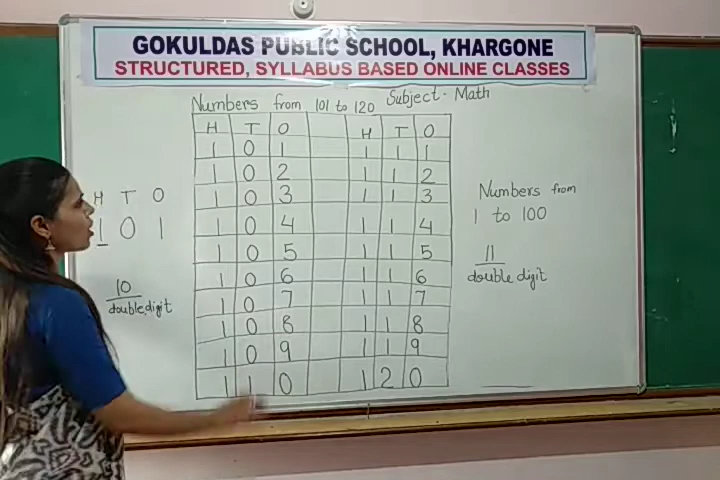 GOKULDAS PUBLIC SCHOOL, KHARGONE
STRUCTURED, SYLLABUS BASED ONLINE CLASSES
Numbers from 101 to 120 Subject - Math
H T O H T O
1 0 1 1 1 1
1 0 2 1 1 2
1 0 3 1 1 3
1 0 4 1 1 4
1 0 5 1 1 5
1 0 6 1 1 6
1 0 7 1 1 7
1 0 8 1 1 8
1 0 9 1 1 9
1 1 0 1 2 0
H T O
1 0 1
10
double digit
Numbers from
1 to 100
11
double digit